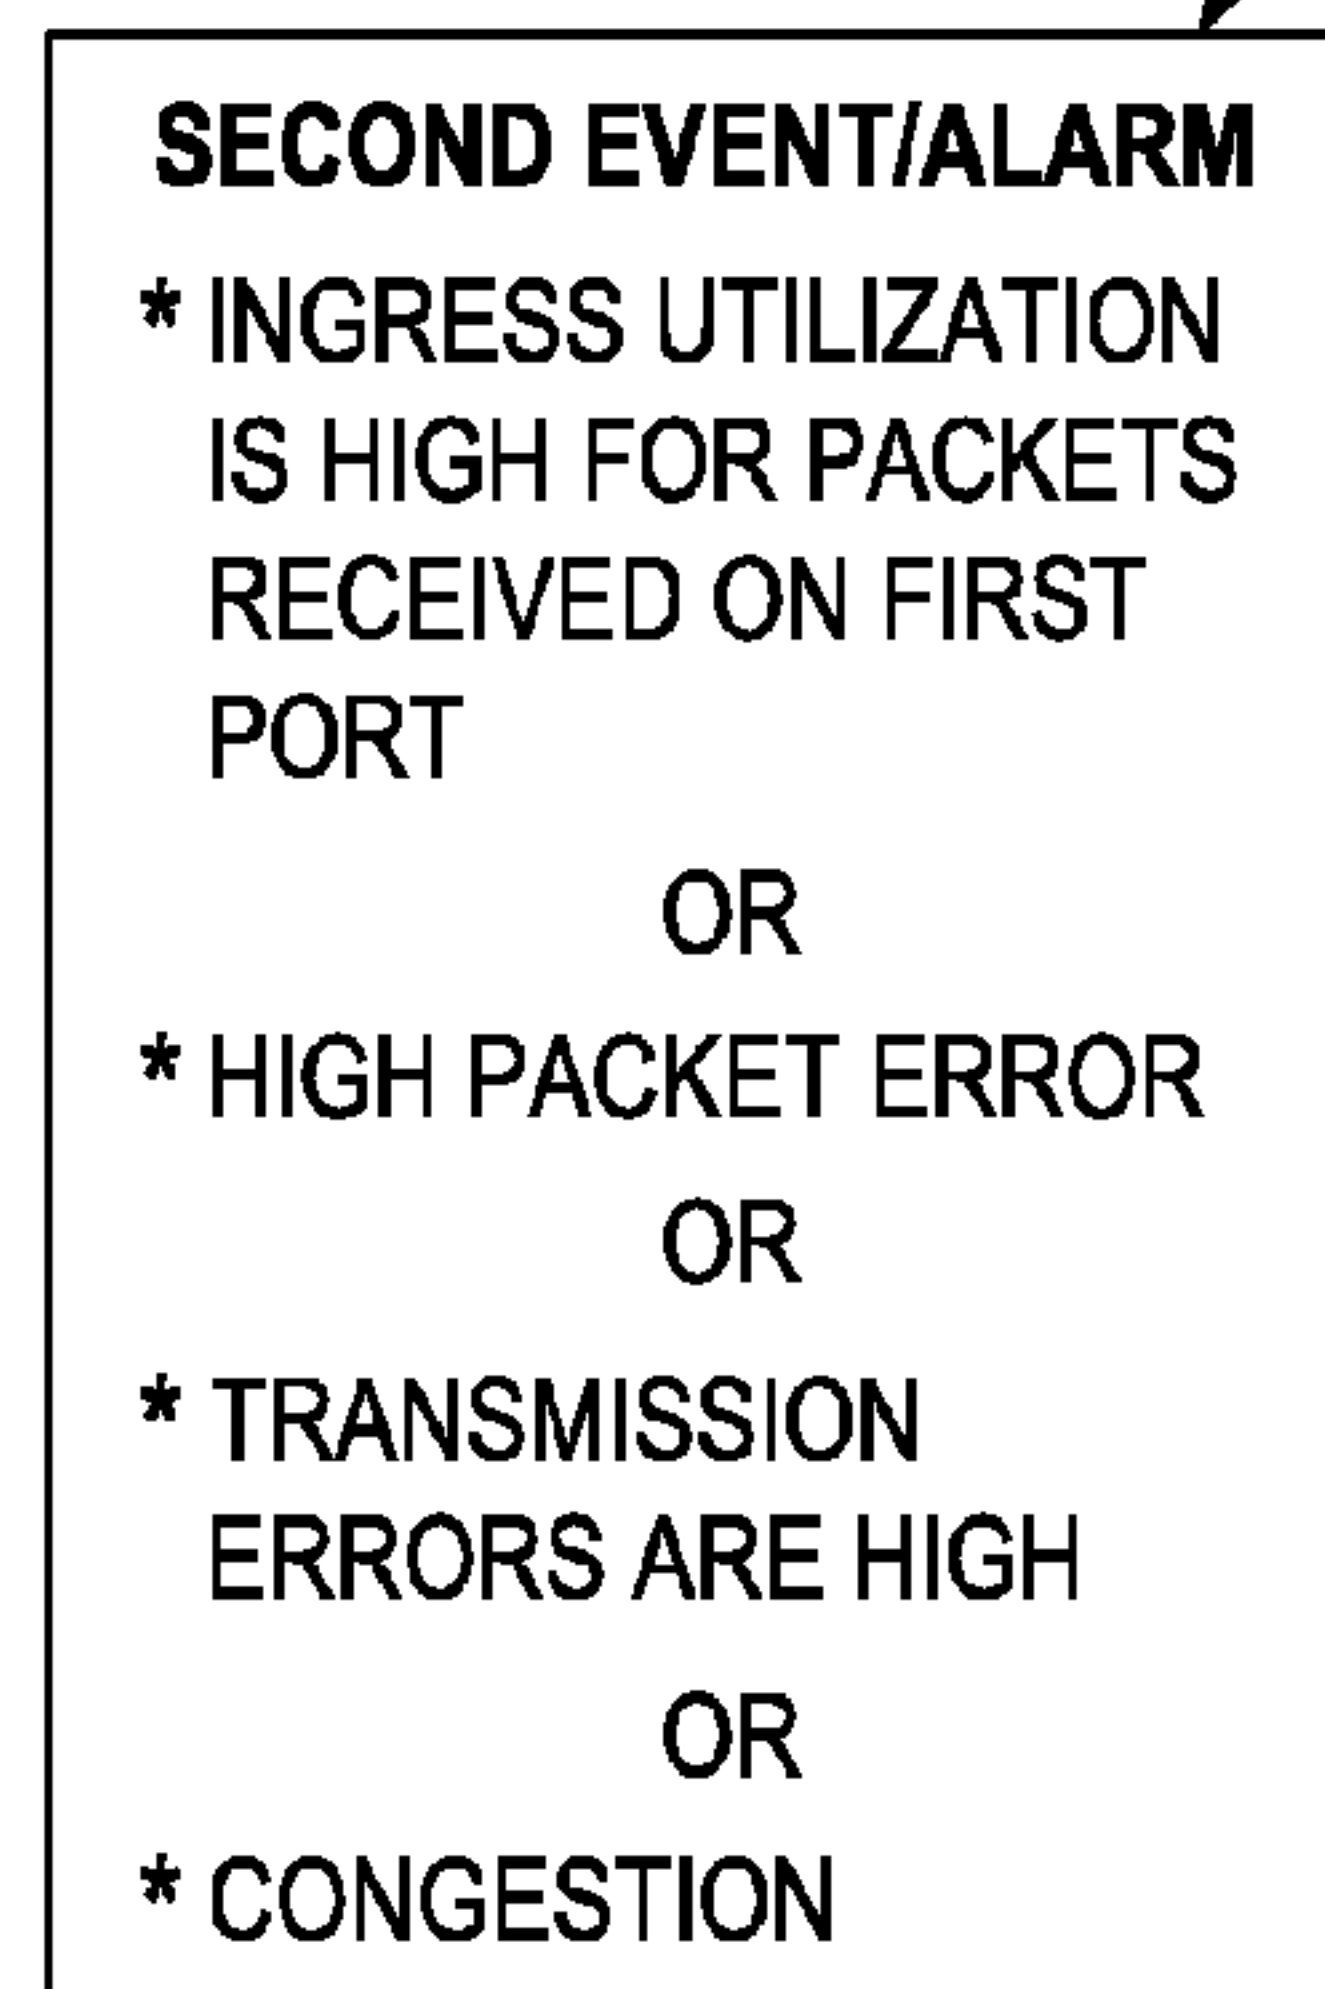 SECOND EVENT/ALARM
* INGRESS UTILIZATION
IS HIGH FOR PACKETS
RECEIVED ON FIRST
PORT
OR
* HIGH PACKET ERROR
OR
* TRANSMISSION
ERRORS ARE HIGH
OR
* CONGESTION